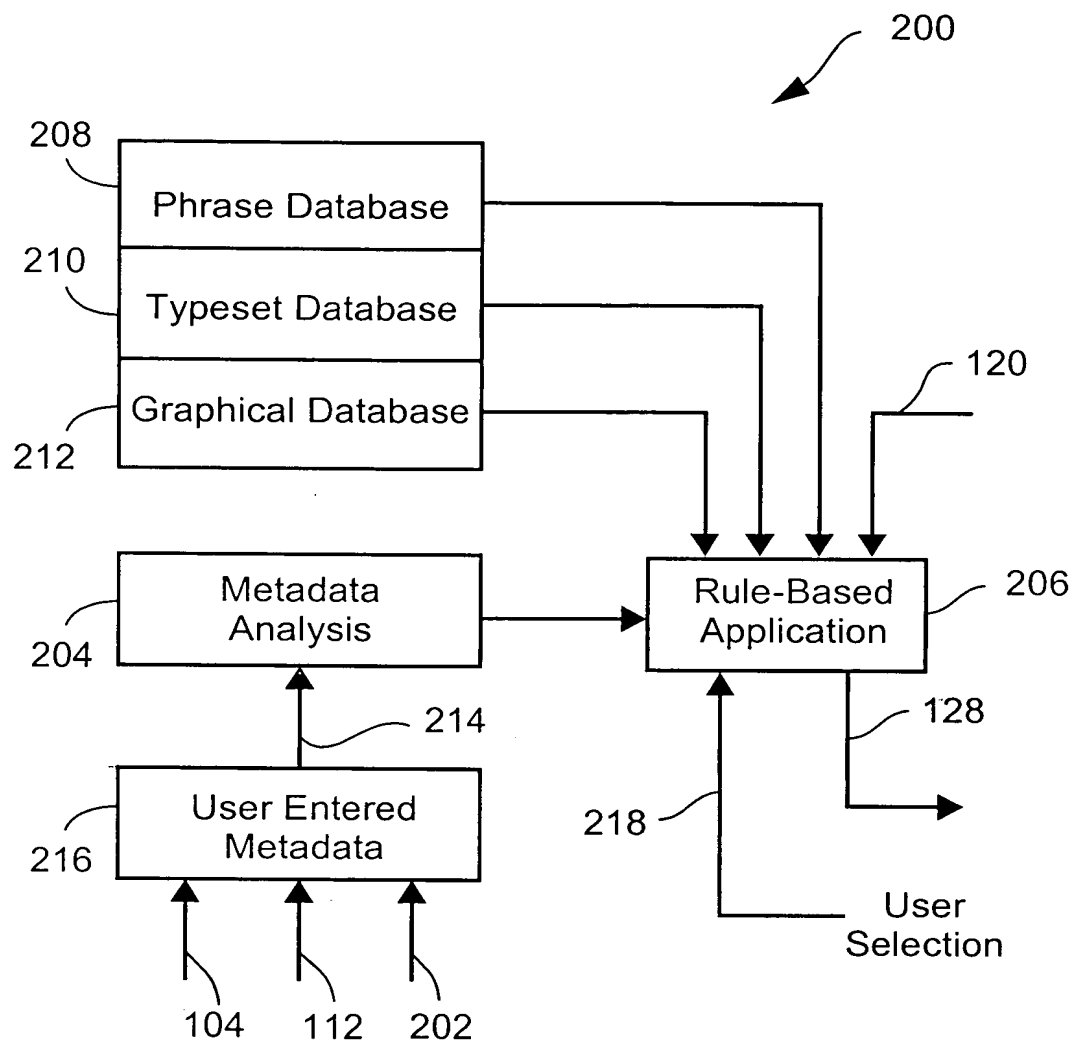 200
208
Phrase Database
210
Typeset Database
120
Graphical Database
212
Metadata
Analysis
204
Rule-Based
Application
206
214
128
User Entered
Metadata
216
218
User
Selection
104
112
202